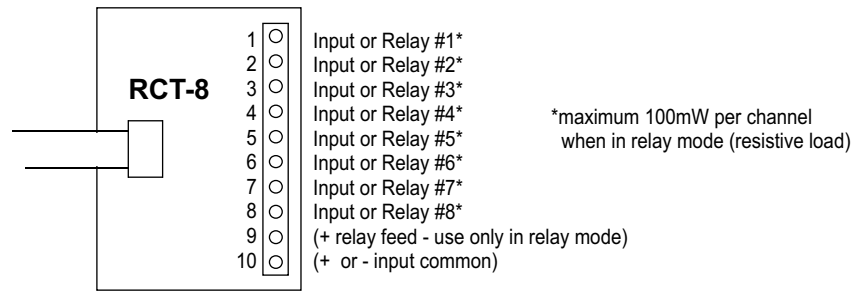 RCT-8
1 Input or Relay #1*
2 Input or Relay #2*
3 Input or Relay #3*
4 Input or Relay #4*
5 Input or Relay #5*
6 Input or Relay #6*
7 Input or Relay #7*
8 Input or Relay #8*
9 (+ relay feed - use only in relay mode)
10 (+ or - input common)
*maximum 100mW per channel
when in relay mode (resistive load)